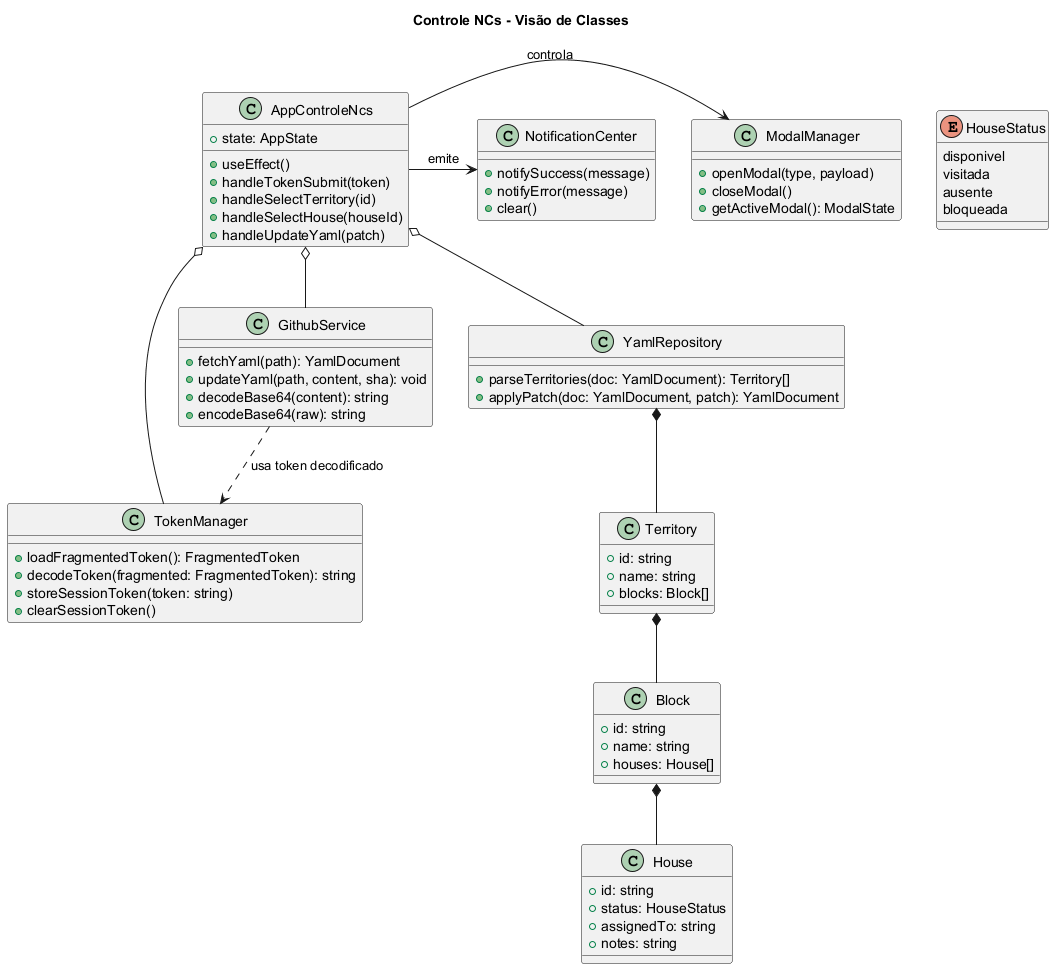 Controle NCs - Visão de Classes
controla
C AppControleNcs
state: AppState
useEffect()
handleTokenSubmit(token)
handleSelectTerritory(id)
handleSelectHouse(houseId)
handleUpdateYaml(patch)
emite
C NotificationCenter
notifySuccess(message)
notifyError(message)
clear()
C ModalManager
openModal(type, payload)
closeModal()
getActiveModal(): ModalState
E HouseStatus
disponivel
visitada
ausente
bloqueada
C GithubService
fetchYaml(path): YamlDocument
updateYaml(path, content, sha): void
decodeBase64(content): string
encodeBase64(raw): string
C YamlRepository
parseTerritories(doc: YamlDocument): Territory[]
applyPatch(doc: YamlDocument, patch): YamlDocument
usa token decodificado
C TokenManager
loadFragmentedToken(): FragmentedToken
decodeToken(fragmented: FragmentedToken): string
storeSessionToken(token: string)
clearSessionToken()
C Territory
id: string
name: string
blocks: Block[]
C Block
id: string
name: string
houses: House[]
C House
id: string
status: HouseStatus
assignedTo: string
notes: string